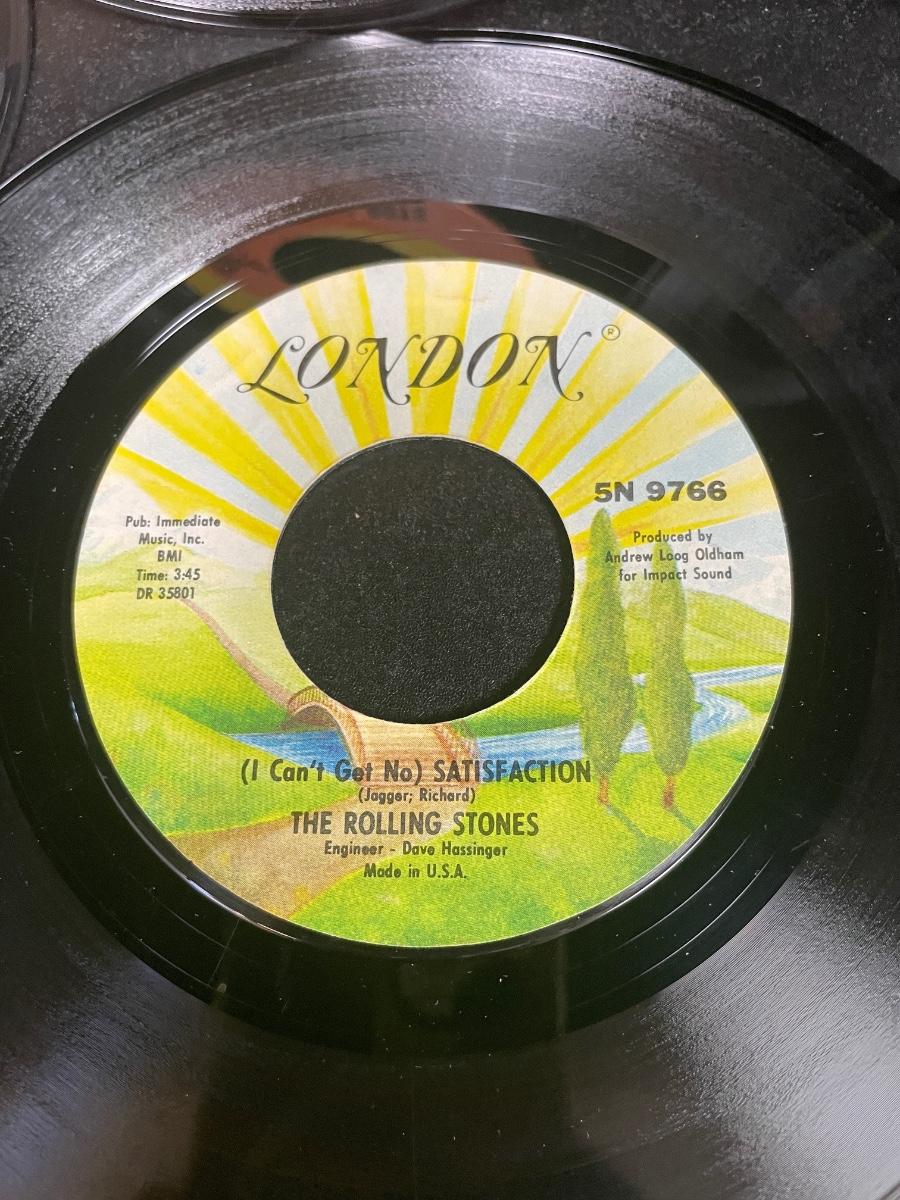 LONDON®
5N 9766
Pub: Immediate
Music, Inc.
BMI
Time: 3:45
DR 35801
Produced by
Andrew Loog Oldham
for Impact Sound
(I Can't Get No) SATISFACTION
(Jagger; Richard)
THE ROLLING STONES
Engineer - Dave Hassinger
Made in U.S.A.